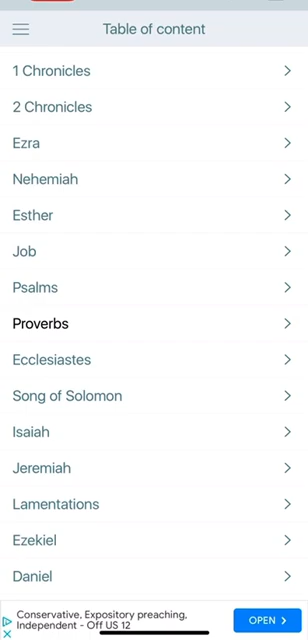 Table of content
1 Chronicles
2 Chronicles
Ezra
Nehemiah
Esther
Job
Psalms
Proverbs
Ecclesiastes
Song of Solomon
Isaiah
Jeremiah
Lamentations
Ezekiel
Daniel
Conservative, Expository preaching,
Independent - Off US 12
OPEN